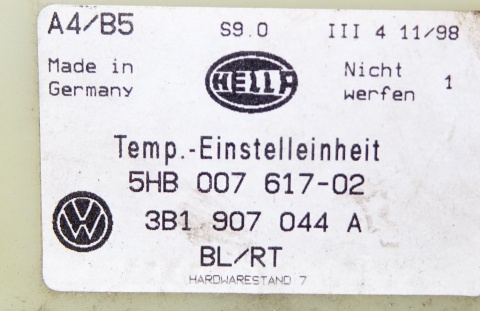 A4/B5 S9.0 III 4 11/98
Made in Germany
HELLA
Nicht werfen 1
Temp.-Einstelleinheit
5HB 007 617-02
VW
3B1 907 044 A
BL/RT
HARDWARESTAND 7